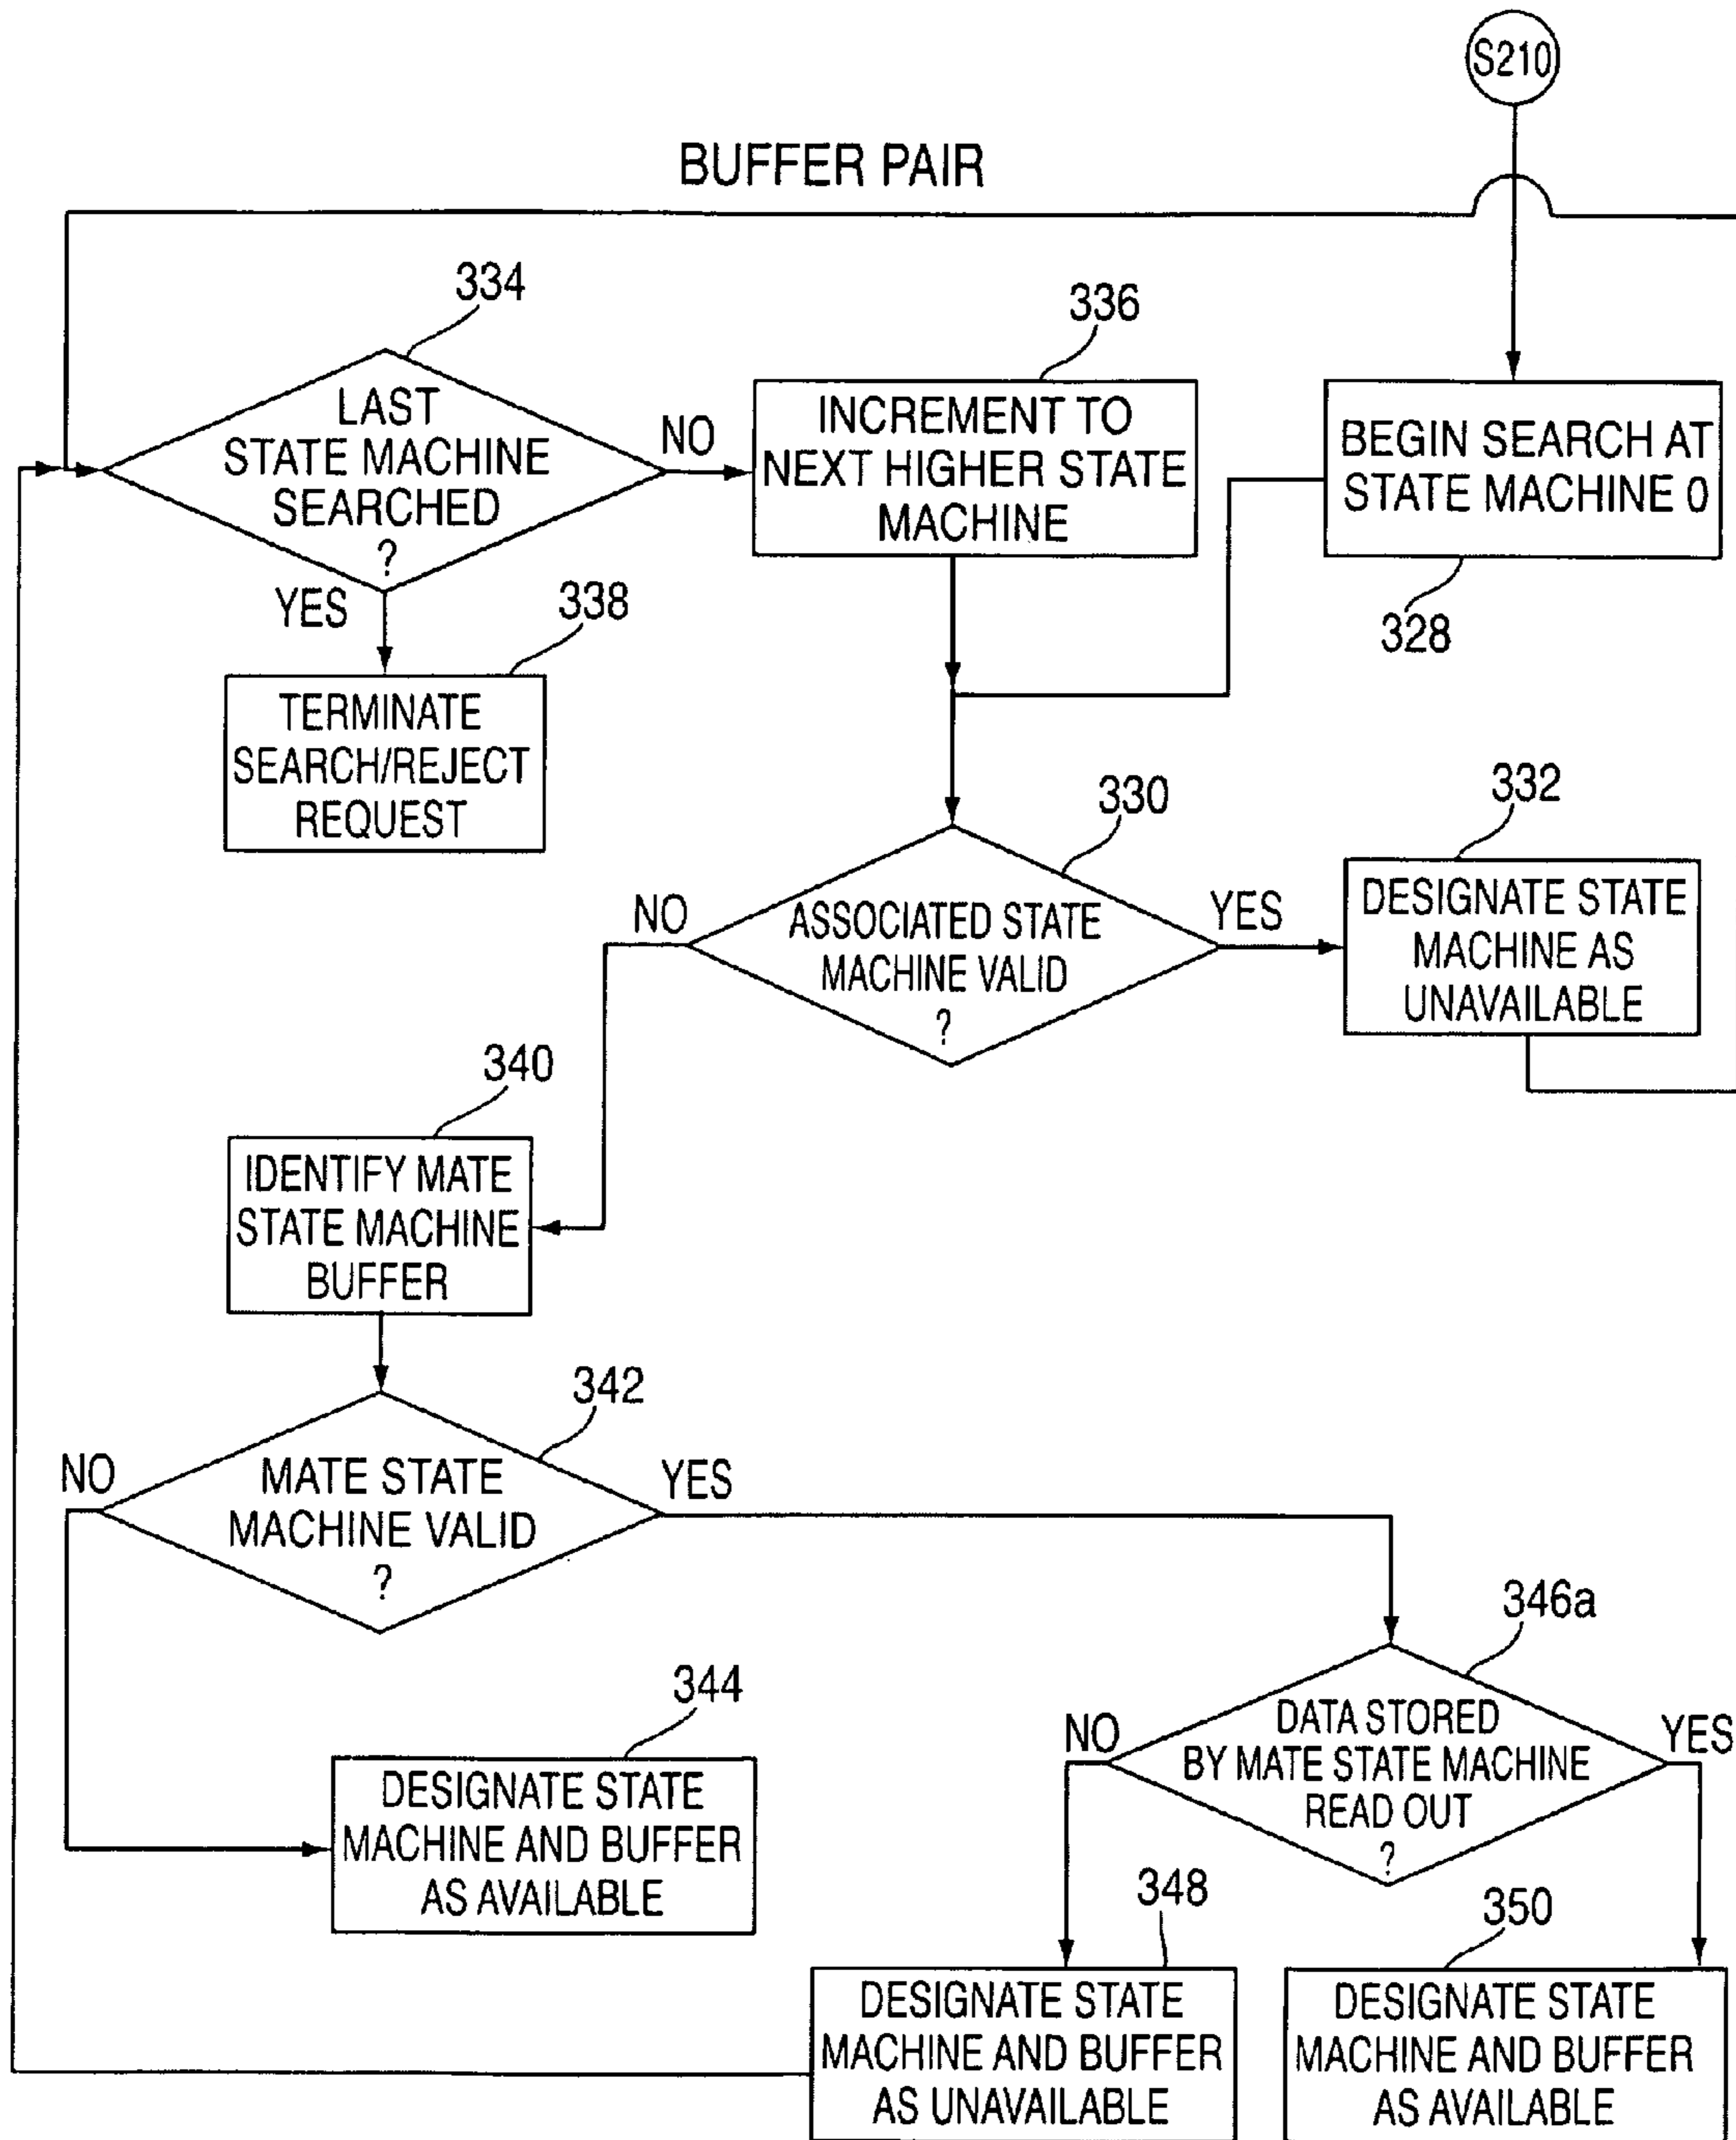 S210
BUFFER PAIR
334
LAST
STATE MACHINE
SEARCHED
?
NO
YES
336
INCREMENT TO
NEXT HIGHER STATE
MACHINE
BEGIN SEARCH AT
STATE MACHINE 0
328
338
TERMINATE
SEARCH/REJECT
REQUEST
330
ASSOCIATED STATE
MACHINE VALID
?
NO
YES
332
DESIGNATE STATE
MACHINE AS
UNAVAILABLE
340
IDENTIFY MATE
STATE MACHINE
BUFFER
342
MATE STATE
MACHINE VALID
?
NO
YES
344
DESIGNATE STATE
MACHINE AND BUFFER
AS AVAILABLE
346a
DATA STORED
BY MATE STATE MACHINE
READ OUT
?
NO
YES
348
DESIGNATE STATE
MACHINE AND BUFFER
AS UNAVAILABLE
350
DESIGNATE STATE
MACHINE AND BUFFER
AS AVAILABLE